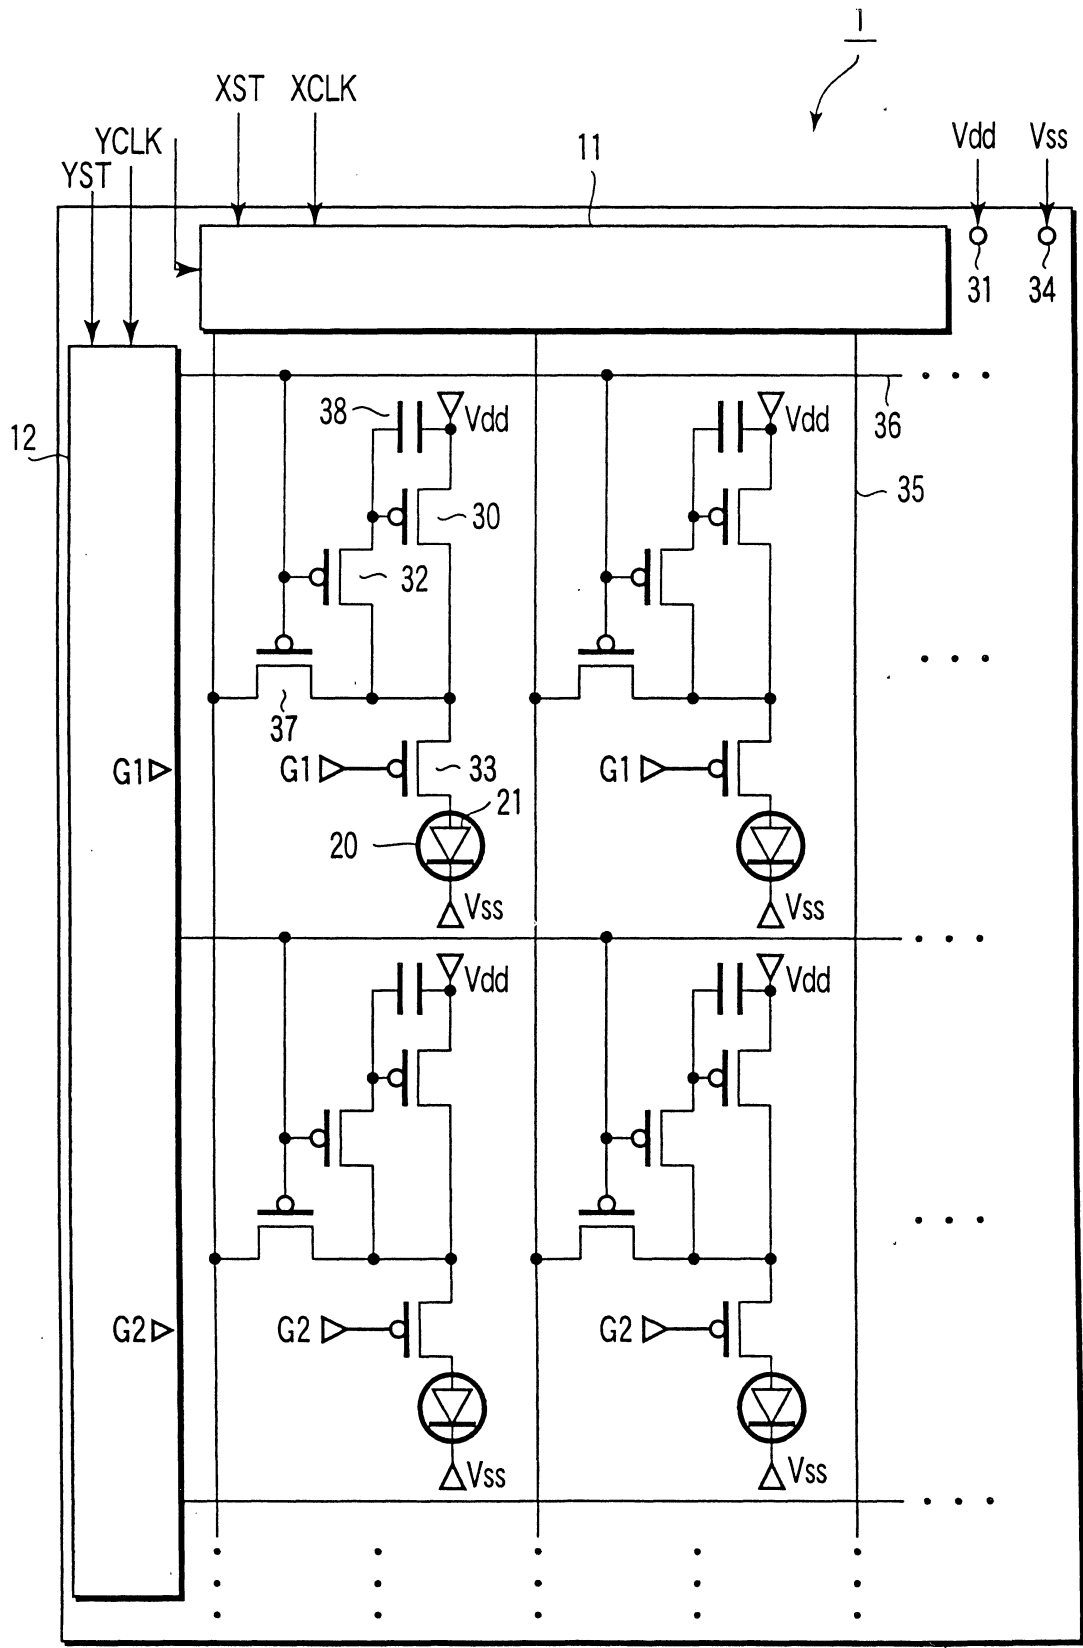 1
XST XCLK
YCLK
YST
11
Vdd Vss
31 34
12
38 Vdd Vdd
36
30
35
32
37
G1 G1 33 G1
21
20
Vss Vss
Vdd Vdd
G2 G2 G2
Vss Vss